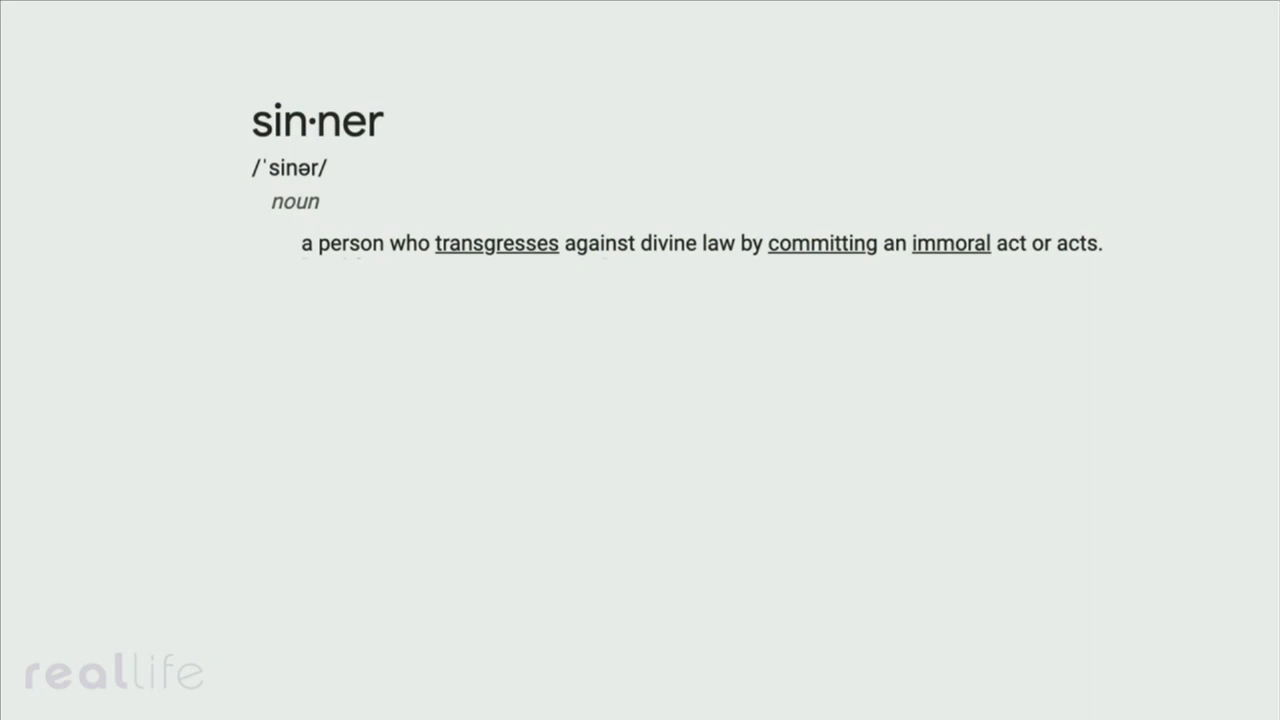 sin·ner
/ˈsinər/
noun
a person who transgresses against divine law by committing an immoral act or acts.
reallife